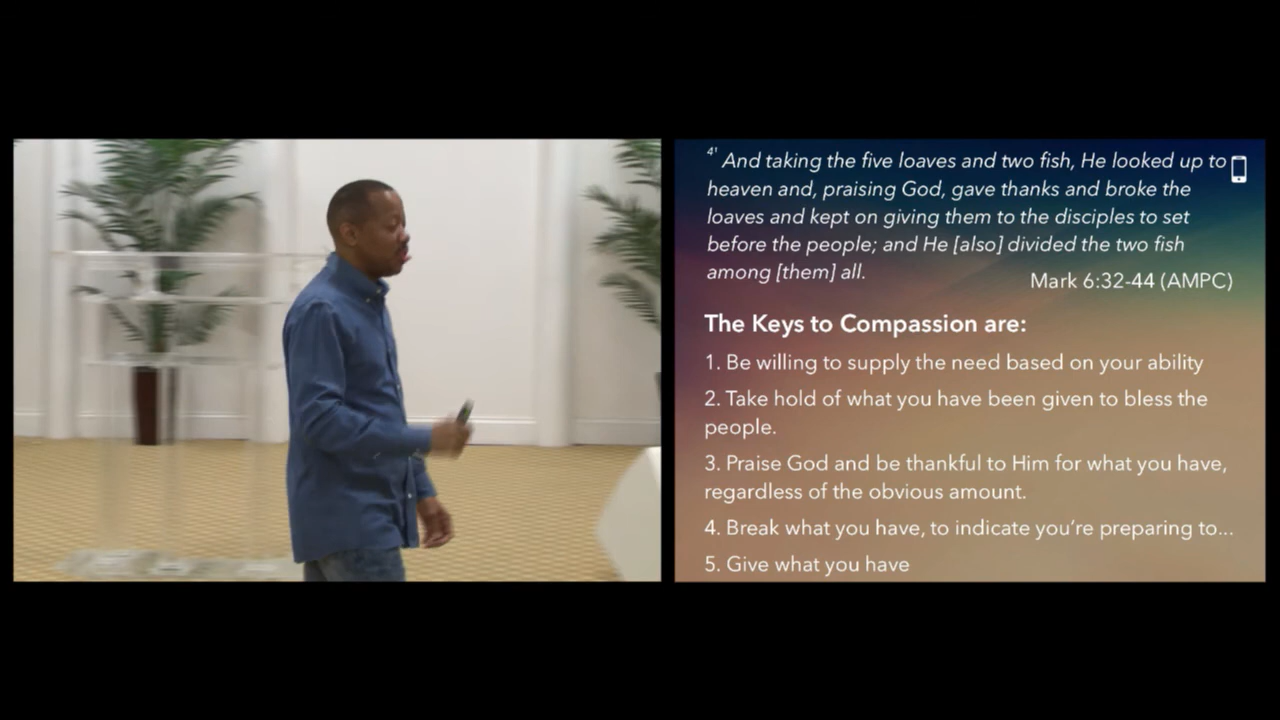 41 And taking the five loaves and two fish, He looked up to
heaven and, praising God, gave thanks and broke the
loaves and kept on giving them to the disciples to set
before the people; and He [also] divided the two fish
among [them] all.
Mark 6:32-44 (AMPC)
The Keys to Compassion are:
1. Be willing to supply the need based on your ability
2. Take hold of what you have been given to bless the
people.
3. Praise God and be thankful to Him for what you have,
regardless of the obvious amount.
4. Break what you have, to indicate you’re preparing to...
5. Give what you have